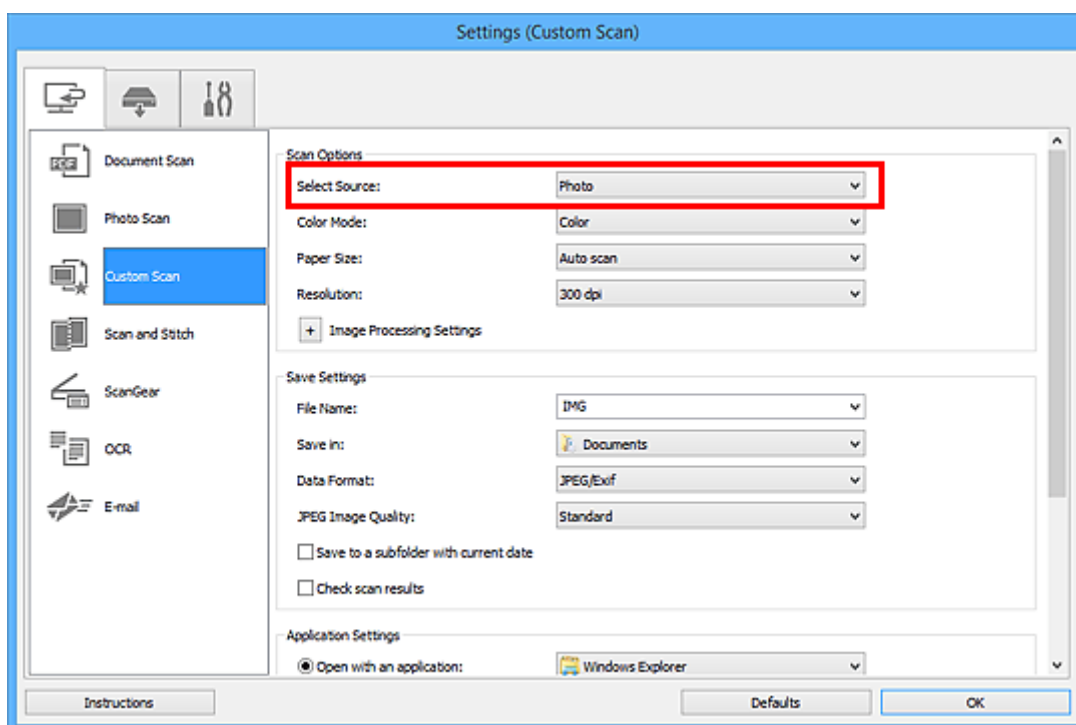 Settings (Custom Scan)
PDF
Document Scan
Photo Scan
Custom Scan
Scan and Stitch
ScanGear
OCR
E-mail
Scan Options
Select Source: Photo
Color Mode: Color
Paper Size: Auto scan
Resolution: 300 dpi
+ Image Processing Settings
Save Settings
File Name: IMG
Save in: Documents
Data Format: JPEG/Exif
JPEG Image Quality: Standard
Save to a subfolder with current date
Check scan results
Application Settings
Open with an application: Windows Explorer
Instructions Defaults OK